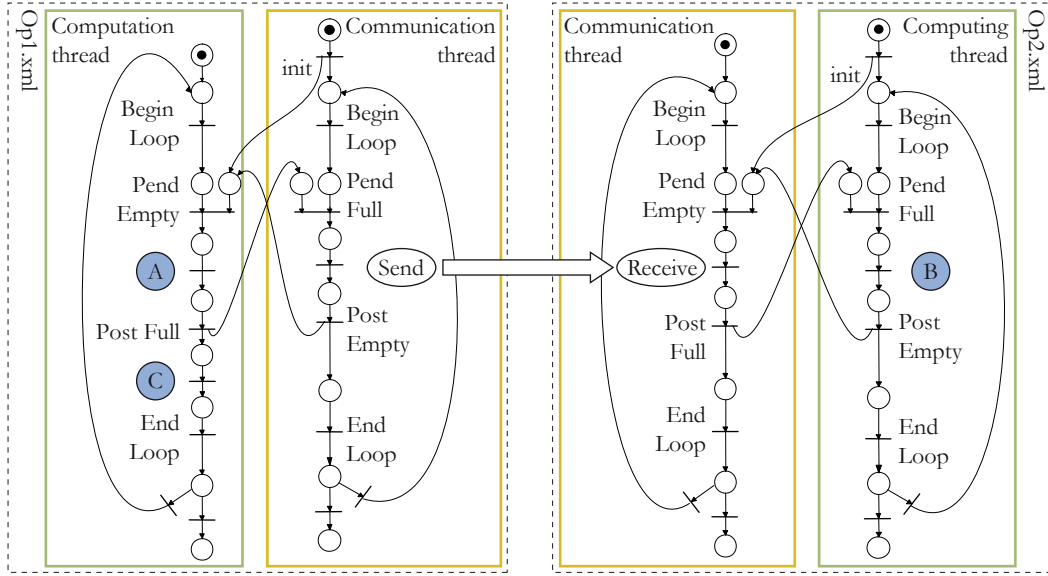 Op1.xml
Computation
thread
Begin
Loop
Pend
Empty
A
Post Full
C
End
Loop
Communication
thread
init
Begin
Loop
Pend
Full
Send
Post
Empty
End
Loop
Communication
thread
Begin
Loop
Pend
Empty
Receive
Post
Full
End
Loop
Computing
thread
init
Begin
Loop
Pend
Full
B
Post
Empty
End
Loop
Op2.xml